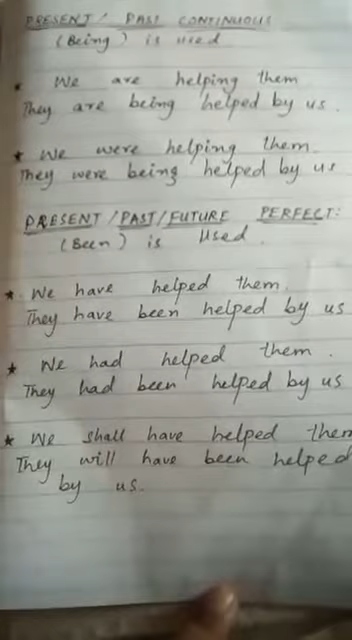 PRESENT / PAST CONTINUOUS
(Being) is used
* We are helping them
They are being helped by us.
* We were helping them.
They were being helped by us
PRESENT / PAST / FUTURE PERFECT:
(Been) is Used.
* We have helped them.
They have been helped by us
* We had helped them.
They had been helped by us
* We shall have helped them
They will have been helped
by us.